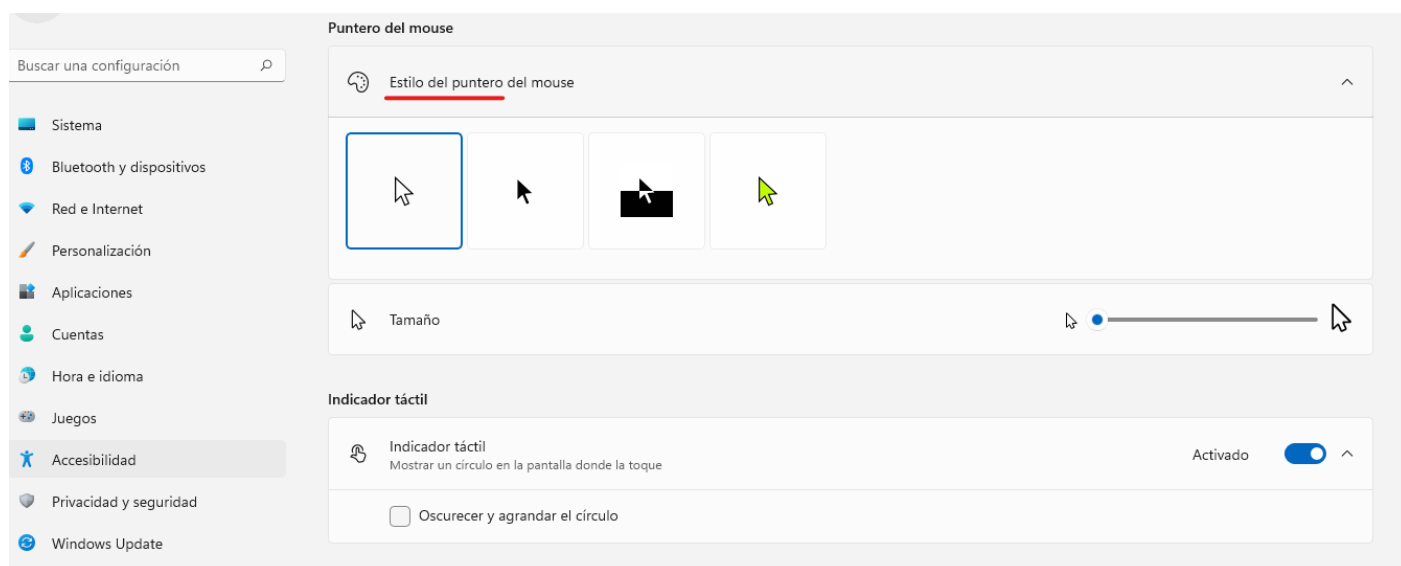 Puntero del mouse
Buscar una configuración
Estilo del puntero del mouse
Sistema
Bluetooth y dispositivos
Red e Internet
Personalización
Aplicaciones
Tamaño
Cuentas
Hora e idioma
Indicador táctil
Juegos
Indicador táctil
Mostrar un círculo en la pantalla donde la toque
Activado
Accesibilidad
Privacidad y seguridad
Oscurecer y agrandar el círculo
Windows Update